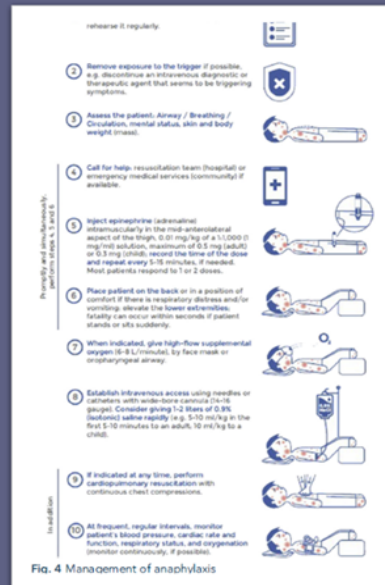 rehearse it regularly.
2
Remove exposure to the trigger if possible,
e.g. discontinue an intravenous diagnostic or
therapeutic agent that seems to be triggering
symptoms.
3
Assess the patient: Airway / Breathing /
Circulation, mental status, skin and body
weight (mass).
Promptly and simultaneously,
perform steps 4, 5 and 6
4
Call for help: resuscitation team (hospital) or
emergency medical services (community) if
available.
5
Inject epinephrine (adrenaline)
intramuscularly in the mid-anterolateral
aspect of the thigh, 0.01 mg/kg of a 1:1,000 (1
mg/ml) solution, maximum of 0.5 mg (adult)
or 0.3 mg (child); record the time of the dose
and repeat every 5-15 minutes, if needed.
Most patients respond to 1 or 2 doses.
6
Place patient on the back or in a position of
comfort if there is respiratory distress and/or
vomiting; elevate the lower extremities;
fatality can occur within seconds if patient
stands or sits suddenly.
7
When indicated, give high-flow supplemental
oxygen (6-8 L/minute), by face mask or
oropharyngeal airway.
O₂
8
Establish intravenous access using needles or
catheters with wide-bore cannula (14-16
gauge). Consider giving 1-2 liters of 0.9%
(isotonic) saline rapidly (e.g. 5-10 ml/kg in the
first 5-10 minutes to an adult; 10 ml/kg to a
child).
In addition
9
If indicated at any time, perform
cardiopulmonary resuscitation with
continuous chest compressions.
10
At frequent, regular intervals, monitor
patient's blood pressure, cardiac rate and
function, respiratory status, and oxygenation
(monitor continuously, if possible).
Fig. 4 Management of anaphylaxis